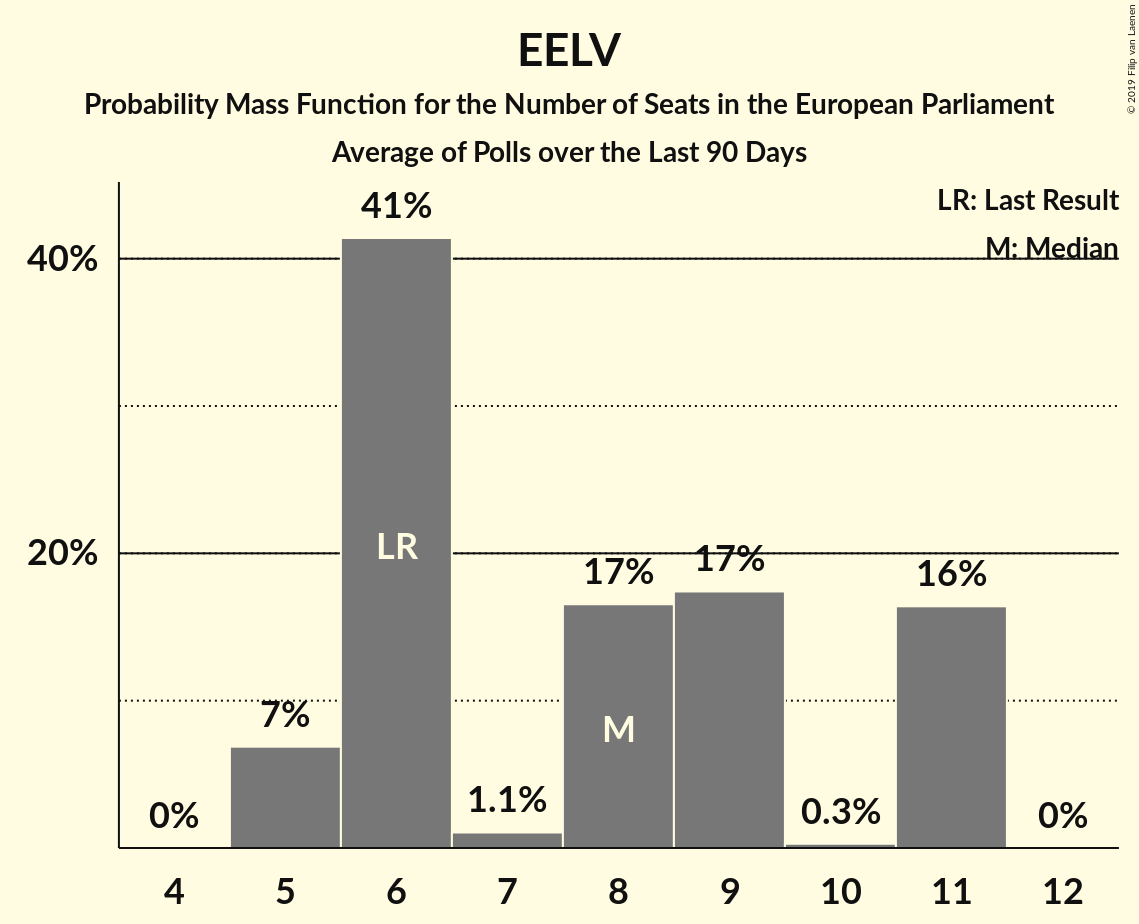 EELV
Probability Mass Function for the Number of Seats in the European Parliament
Average of Polls over the Last 90 Days
© 2019 Filip van Laenen
LR: Last Result
M: Median
40%
20%
0%
7%
41%
1.1%
17%
17%
0.3%
16%
0%
LR
M
4 5 6 7 8 9 10 11 12